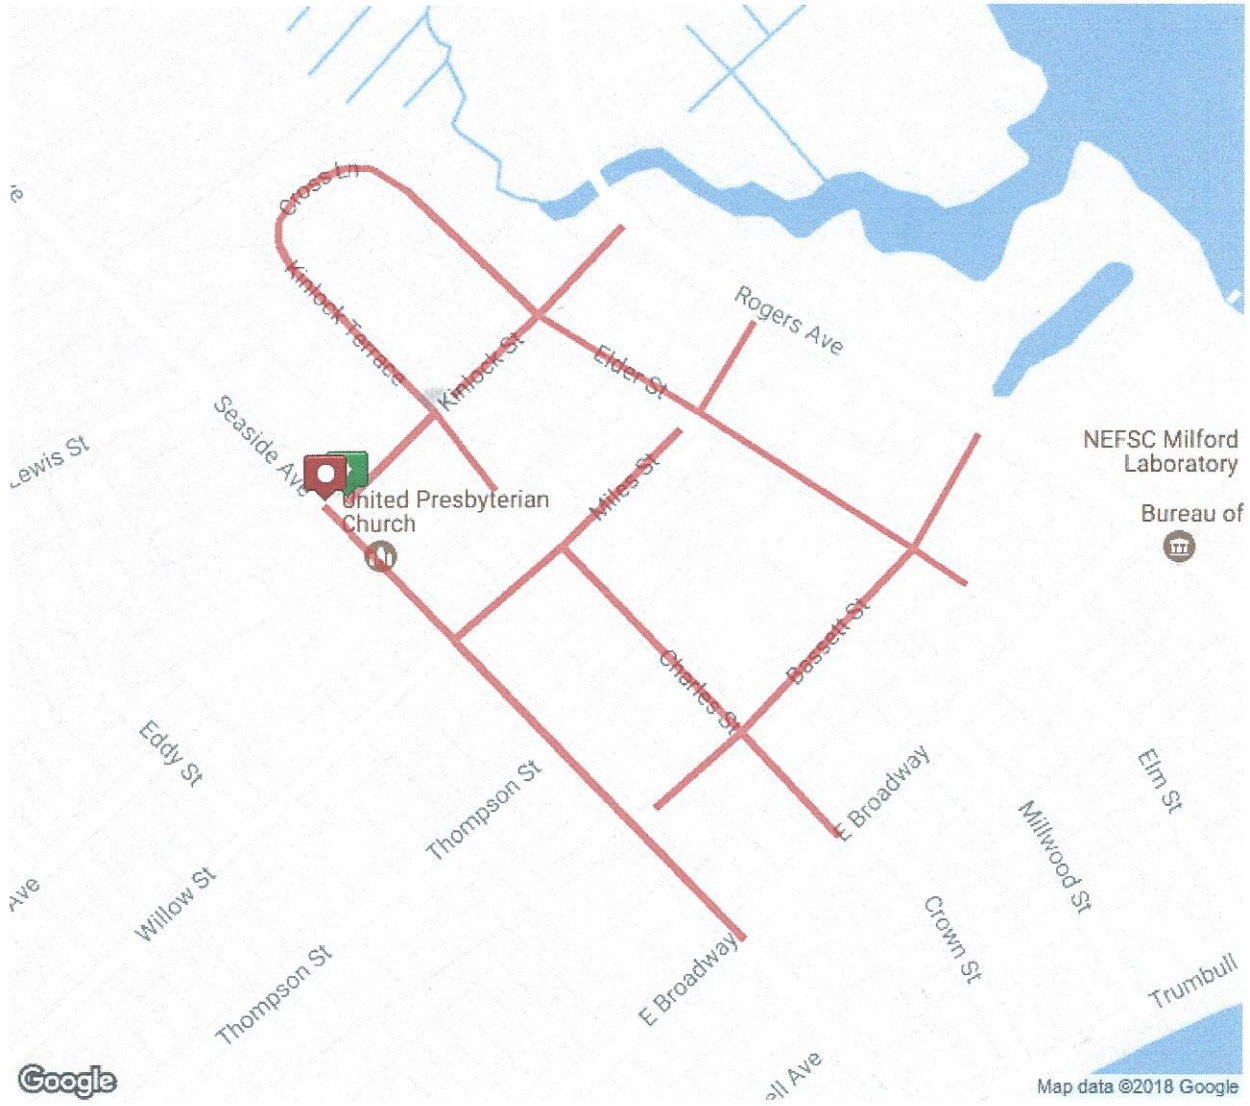 Cross Ln
Kinlock Terrace
Rogers Ave
Kinlock St
Elder St
Seaside Ave
Lewis St
NEFSC Milford
Laboratory
Miles St
United Presbyterian
Church
Bureau of
Bassett St
Charles St
Eddy St
Thompson St
E Broadway
Elm St
Millwood St
Ave
Willow St
Crown St
Thompson St
E Broadway
Trumbull
ell Ave
Google
Map data ©2018 Google